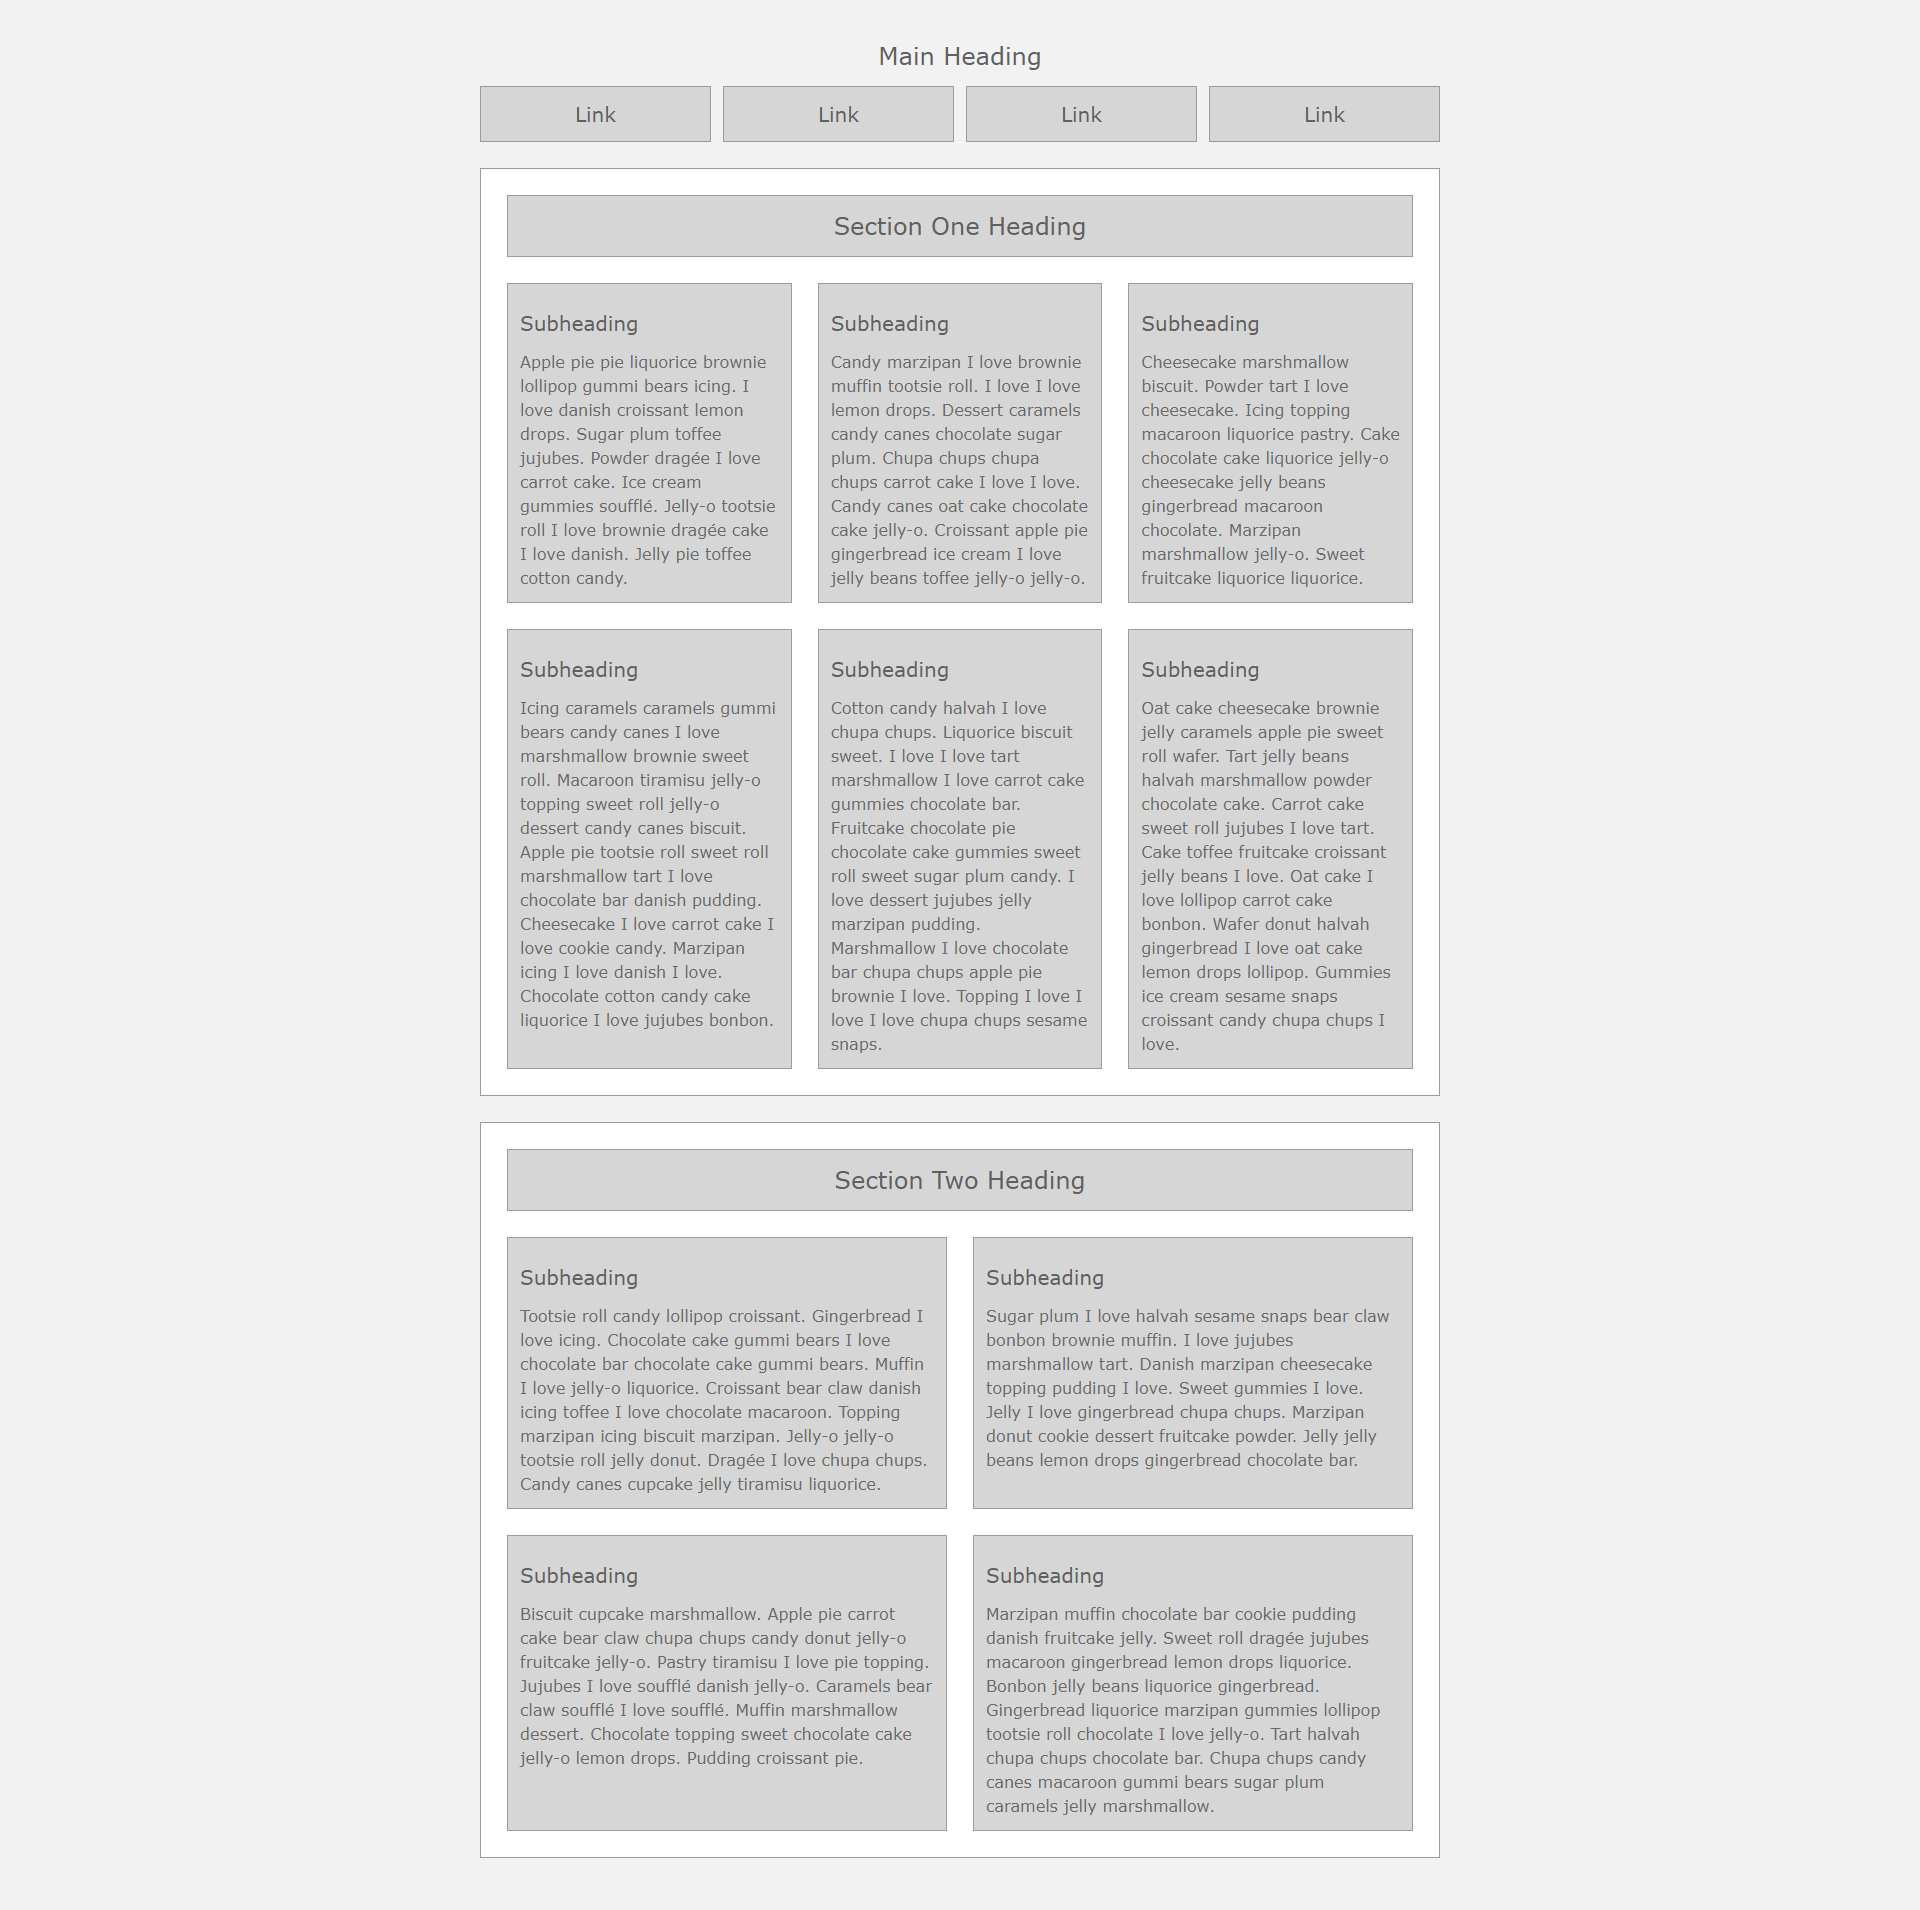 Main Heading
Link
Link
Link
Link
Section One Heading
Subheading
Apple pie pie liquorice brownie
lollipop gummi bears icing. I
love danish croissant lemon
drops. Sugar plum toffee
jujubes. Powder dragée I love
carrot cake. Ice cream
gummies soufflé. Jelly-o tootsie
roll I love brownie dragée cake
I love danish. Jelly pie toffee
cotton candy.
Subheading
Candy marzipan I love brownie
muffin tootsie roll. I love I love
lemon drops. Dessert caramels
candy canes chocolate sugar
plum. Chupa chups chupa
chups carrot cake I love I love.
Candy canes oat cake chocolate
cake jelly-o. Croissant apple pie
gingerbread ice cream I love
jelly beans toffee jelly-o jelly-o.
Subheading
Cheesecake marshmallow
biscuit. Powder tart I love
cheesecake. Icing topping
macaroon liquorice pastry. Cake
chocolate cake liquorice jelly-o
cheesecake jelly beans
gingerbread macaroon
chocolate. Marzipan
marshmallow jelly-o. Sweet
fruitcake liquorice liquorice.
Subheading
Icing caramels caramels gummi
bears candy canes I love
marshmallow brownie sweet
roll. Macaroon tiramisu jelly-o
topping sweet roll jelly-o
dessert candy canes biscuit.
Apple pie tootsie roll sweet roll
marshmallow tart I love
chocolate bar danish pudding.
Cheesecake I love carrot cake I
love cookie candy. Marzipan
icing I love danish I love.
Chocolate cotton candy cake
liquorice I love jujubes bonbon.
Subheading
Cotton candy halvah I love
chupa chups. Liquorice biscuit
sweet. I love I love tart
marshmallow I love carrot cake
gummies chocolate bar.
Fruitcake chocolate pie
chocolate cake gummies sweet
roll sweet sugar plum candy. I
love dessert jujubes jelly
marzipan pudding.
Marshmallow I love chocolate
bar chupa chups apple pie
brownie I love. Topping I love I
love I love chupa chups sesame
snaps.
Subheading
Oat cake cheesecake brownie
jelly caramels apple pie sweet
roll wafer. Tart jelly beans
halvah marshmallow powder
chocolate cake. Carrot cake
sweet roll jujubes I love tart.
Cake toffee fruitcake croissant
jelly beans I love. Oat cake I
love lollipop carrot cake
bonbon. Wafer donut halvah
gingerbread I love oat cake
lemon drops lollipop. Gummies
ice cream sesame snaps
croissant candy chupa chups I
love.
Section Two Heading
Subheading
Tootsie roll candy lollipop croissant. Gingerbread I
love icing. Chocolate cake gummi bears I love
chocolate bar chocolate cake gummi bears. Muffin
I love jelly-o liquorice. Croissant bear claw danish
icing toffee I love chocolate macaroon. Topping
marzipan icing biscuit marzipan. Jelly-o jelly-o
tootsie roll jelly donut. Dragée I love chupa chups.
Candy canes cupcake jelly tiramisu liquorice.
Subheading
Sugar plum I love halvah sesame snaps bear claw
bonbon brownie muffin. I love jujubes
marshmallow tart. Danish marzipan cheesecake
topping pudding I love. Sweet gummies I love.
Jelly I love gingerbread chupa chups. Marzipan
donut cookie dessert fruitcake powder. Jelly jelly
beans lemon drops gingerbread chocolate bar.
Subheading
Biscuit cupcake marshmallow. Apple pie carrot
cake bear claw chupa chups candy donut jelly-o
fruitcake jelly-o. Pastry tiramisu I love pie topping.
Jujubes I love soufflé danish jelly-o. Caramels bear
claw soufflé I love soufflé. Muffin marshmallow
dessert. Chocolate topping sweet chocolate cake
jelly-o lemon drops. Pudding croissant pie.
Subheading
Marzipan muffin chocolate bar cookie pudding
danish fruitcake jelly. Sweet roll dragée jujubes
macaroon gingerbread lemon drops liquorice.
Bonbon jelly beans liquorice gingerbread.
Gingerbread liquorice marzipan gummies lollipop
tootsie roll chocolate I love jelly-o. Tart halvah
chupa chups chocolate bar. Chupa chups candy
canes macaroon gummi bears sugar plum
caramels jelly marshmallow.